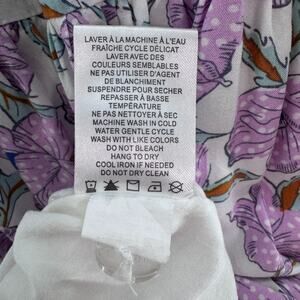 LAVER À LA MACHINE À L'EAU
FRAÎCHE CYCLE DÉLICAT
LAVER AVEC DES
COULEURS SEMBLABLES
NE PAS UTILISER D'AGENT
DE BLANCHIMENT
SUSPENDRE POUR SÉCHER
REPASSER À BASSE
TEMPÉRATURE
NE PAS NETTOYER À SEC
MACHINE WASH IN COLD
WATER GENTLE CYCLE
WASH WITH LIKE COLORS
DO NOT BLEACH
HANG TO DRY
COOL IRON IF NEEDED
DO NOT DRY CLEAN